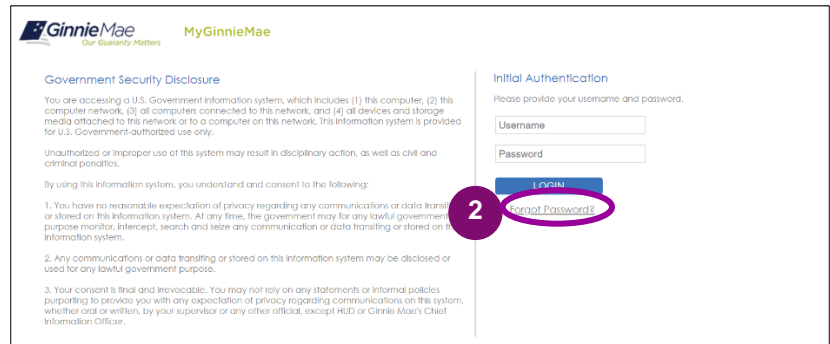 GinnieMae
Our Guaranty Matters
MyGinnieMae
Government Security Disclosure
You are accessing a U.S. Government information system, which includes (1) this computer, (2) this
computer network, (3) all computers connected to this network, and (4) all devices and storage
media attached to this network or to a computer on this network. This information system is provided
for U.S. Government-authorized use only.
Unauthorized or improper use of this system may result in disciplinary action, as well as civil and
criminal penalties.
By using this information system, you understand and consent to the following:
1. You have no reasonable expectation of privacy regarding any communications or data transit
or stored on this information system. At any time, the government may for any lawful government
purpose monitor, intercept, search and seize any communication or data transiting or stored on
information system.
2. Any communications or data transiting or stored on this information system may be disclosed or
used for any lawful government purpose.
3. Your consent is final and irrevocable. You may not rely on any statements or informal policies
purporting to provide you with any expectation of privacy regarding communications on this system,
whether oral or written, by your supervisor or any other official, except HUD or Ginnie Mae's Chief
Information Officer.
Initial Authentication
Please provide your username and password.
Username
Password
LOGIN
2
Forgot Password?